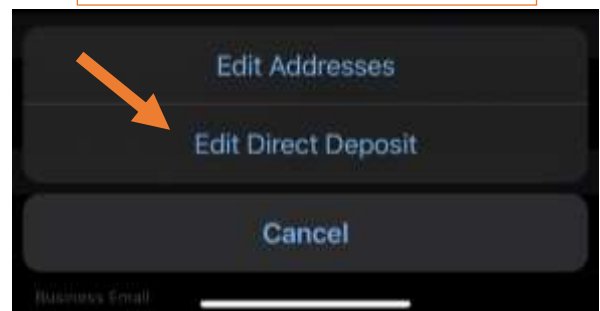 Edit Addresses
Edit Direct Deposit
Cancel
Business Email